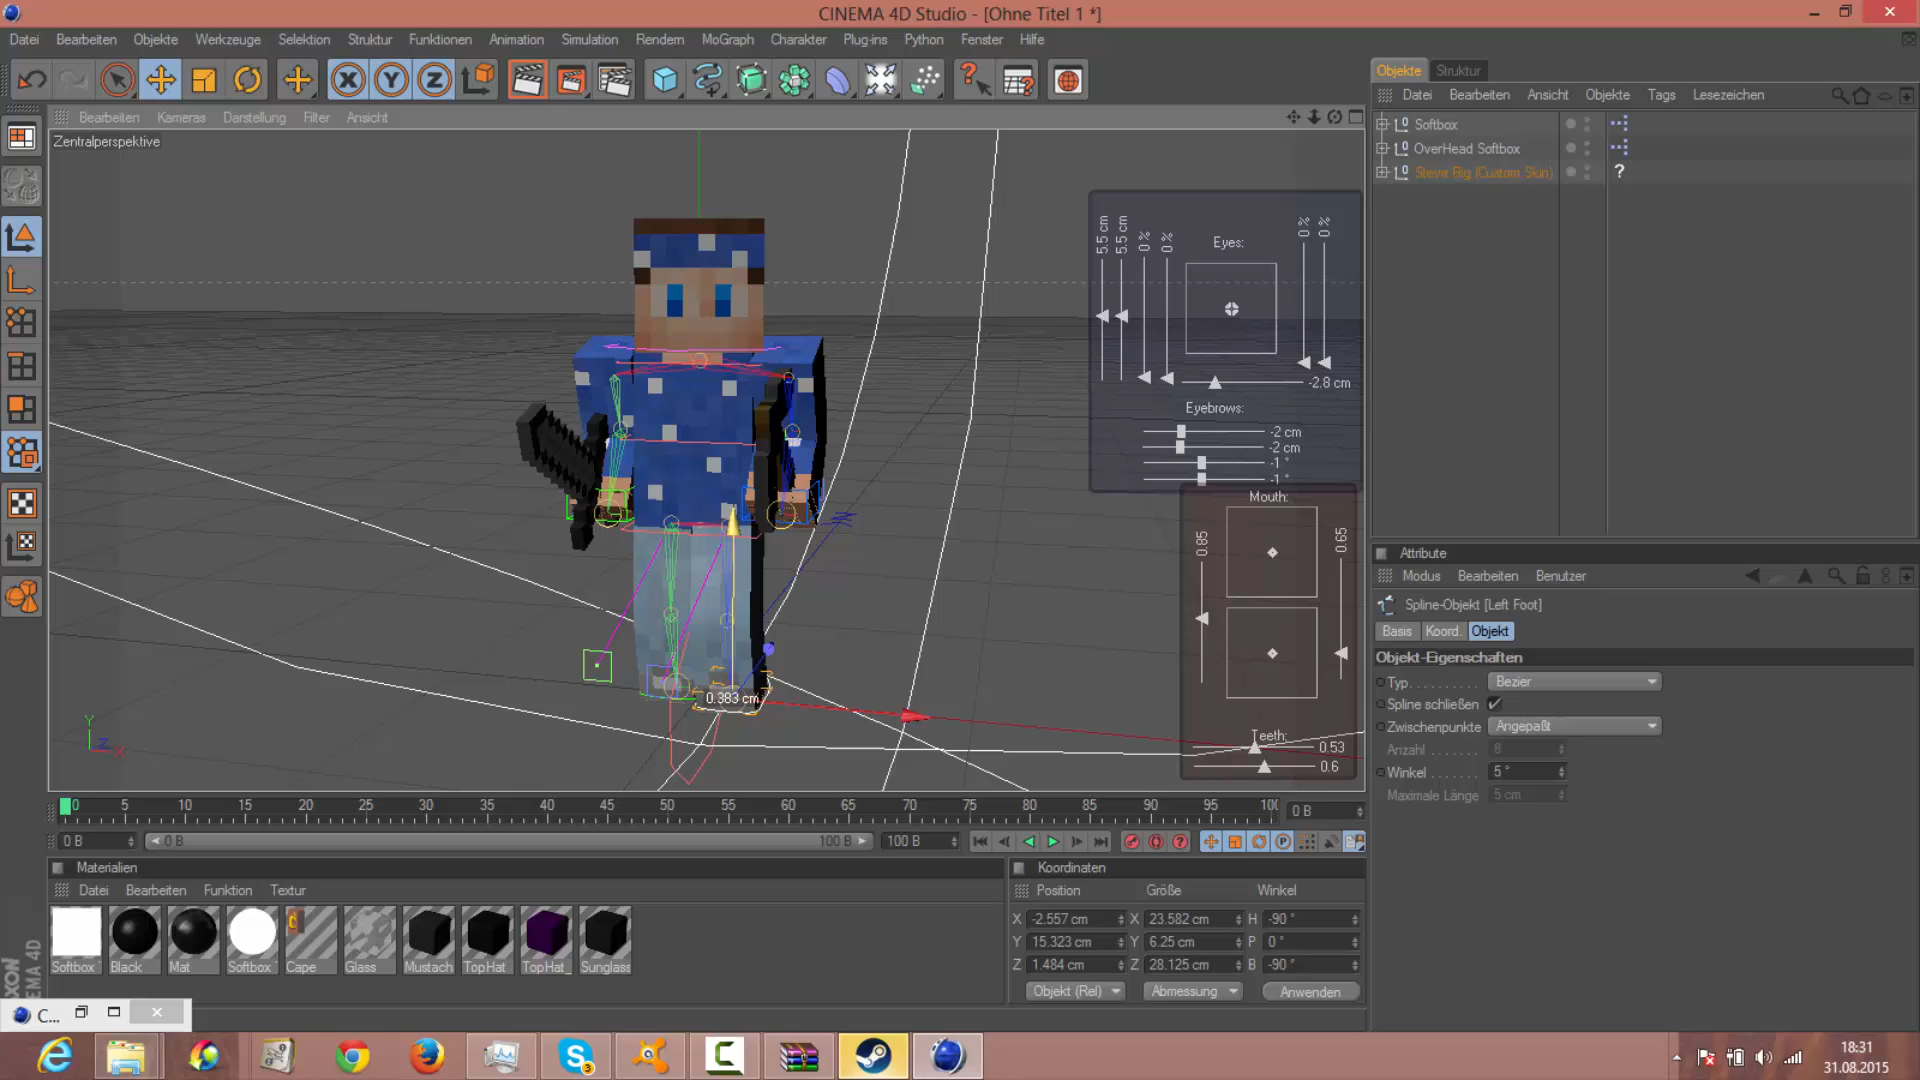 CINEMA 4D Studio - [Ohne Titel 1 *]
Datei Bearbeiten Objekte Werkzeuge Selektion Struktur Funktionen Animation Simulation Rendern MoGraph Charakter Plug-ins Python Fenster Hilfe
Objekte Struktur
Datei Bearbeiten Ansicht Objekte Tags Lesezeichen
Bearbeiten Kameras Darstellung Filter Ansicht
Zentralperspektive
Softbox
OverHead Softbox
Steve Rig (Custom Skin)
5.5 cm 5.5 cm 0 % 0 % Eyes: 0 % 0 %
-2.8 cm
Eyebrows:
-2 cm
-2 cm
-1 °
-1 °
Mouth:
0.85 0.65
Teeth:
0.53
0.6
0.383 cm
Y
Z X
Attribute
Modus Bearbeiten Benutzer
Spline-Objekt [Left Foot]
Basis Koord. Objekt
Objekt-Eigenschaften
Typ Bezier
Spline schließen
Zwischenpunkte Angepaßt
Anzahl 8
Winkel 5 °
Maximale Länge 5 cm
0 5 10 15 20 25 30 35 40 45 50 55 60 65 70 75 80 85 90 95 100 0 B
0 B 0 B 100 B 100 B
Materialien
Datei Bearbeiten Funktion Textur
Softbox Black Mat Softbox Cape Glass Mustach TopHat TopHat_ Sunglass
Koordinaten
Position Größe Winkel
X -2.557 cm X 23.582 cm H -90 °
Y 15.323 cm Y 6.25 cm P 0 °
Z 1.484 cm Z 28.125 cm B -90 °
Objekt (Rel) Abmessung Anwenden
C...
18:31
31.08.2015